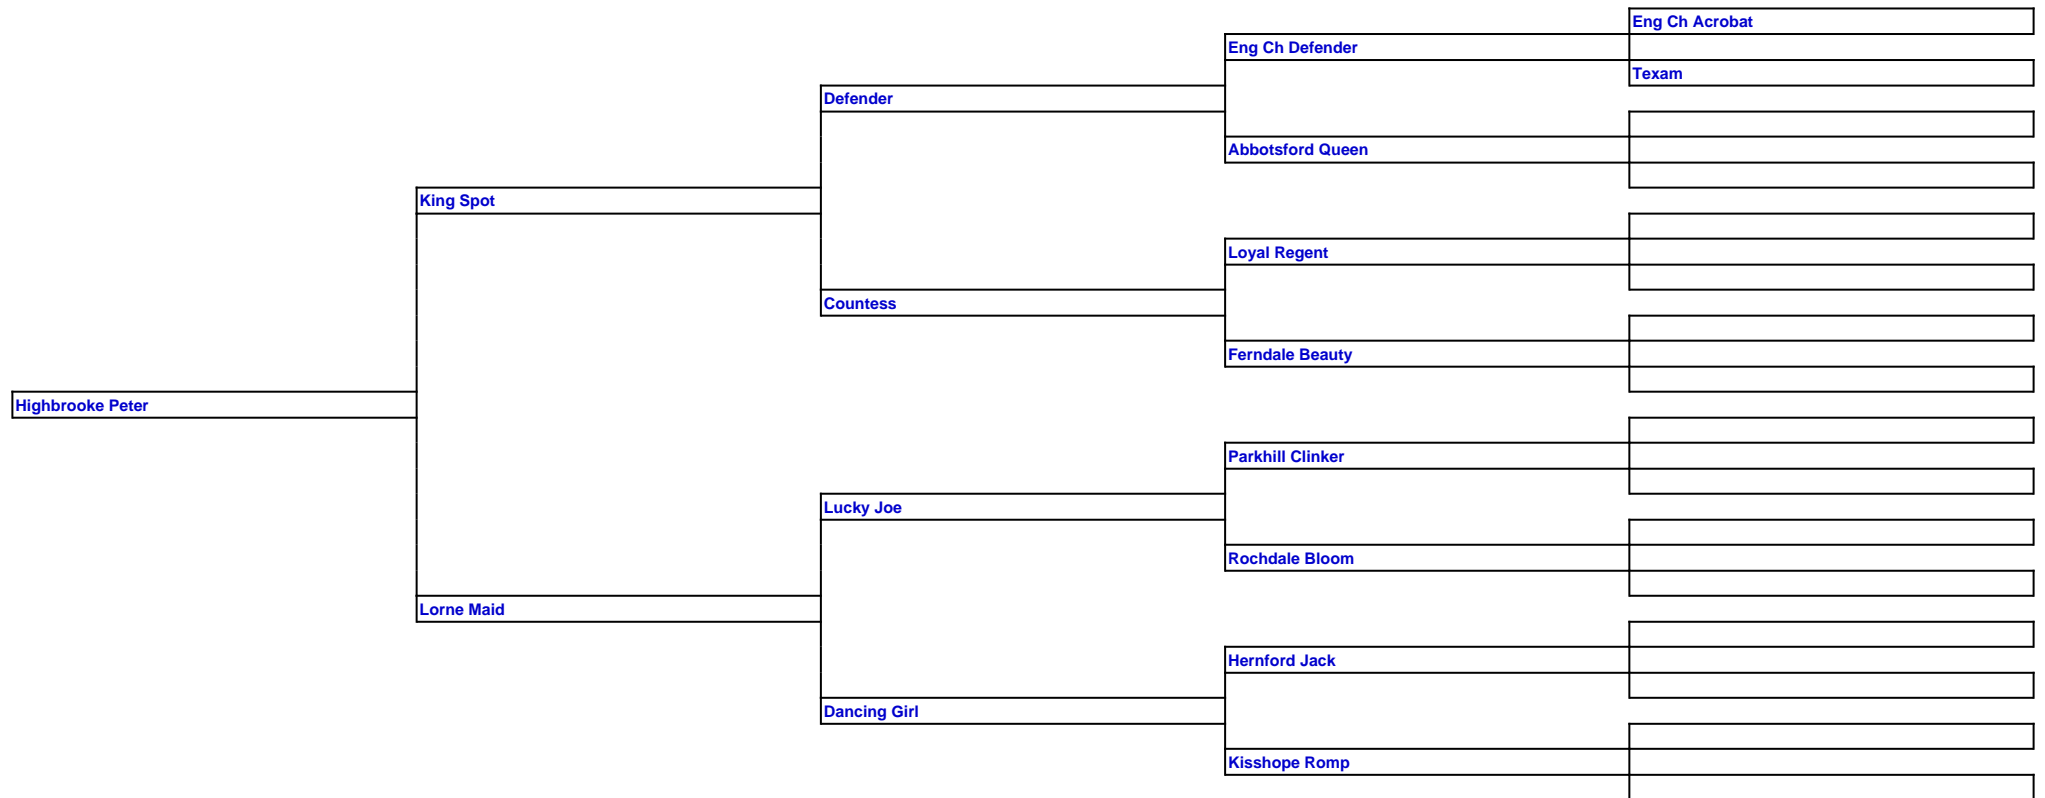 Eng Ch Acrobat
Eng Ch Defender
Texam
Defender
Abbotsford Queen
King Spot
Loyal Regent
Countess
Ferndale Beauty
Highbrooke Peter
Parkhill Clinker
Lucky Joe
Rochdale Bloom
Lorne Maid
Hernford Jack
Dancing Girl
Kisshope Romp